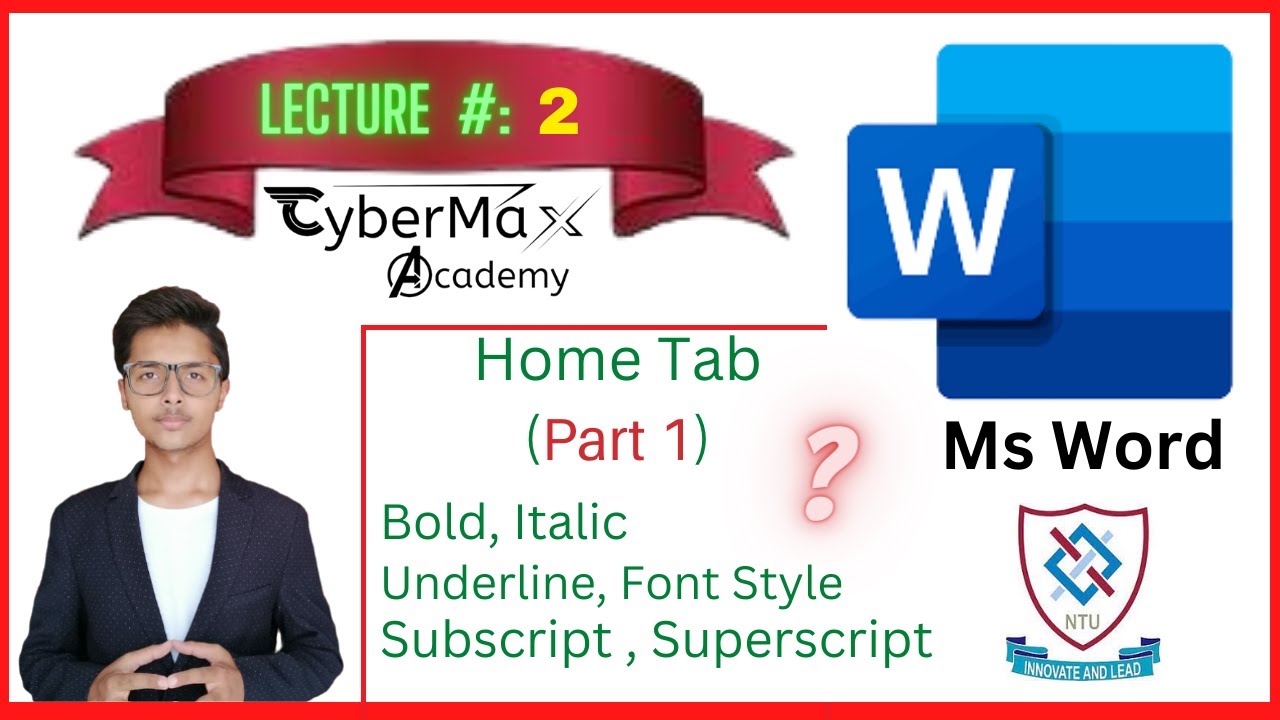 LECTURE #: 2
CyberMax
Academy
W
Home Tab
(Part 1)
?
Ms Word
Bold, Italic
Underline, Font Style
Subscript , Superscript
NTU
INNOVATE AND LEAD